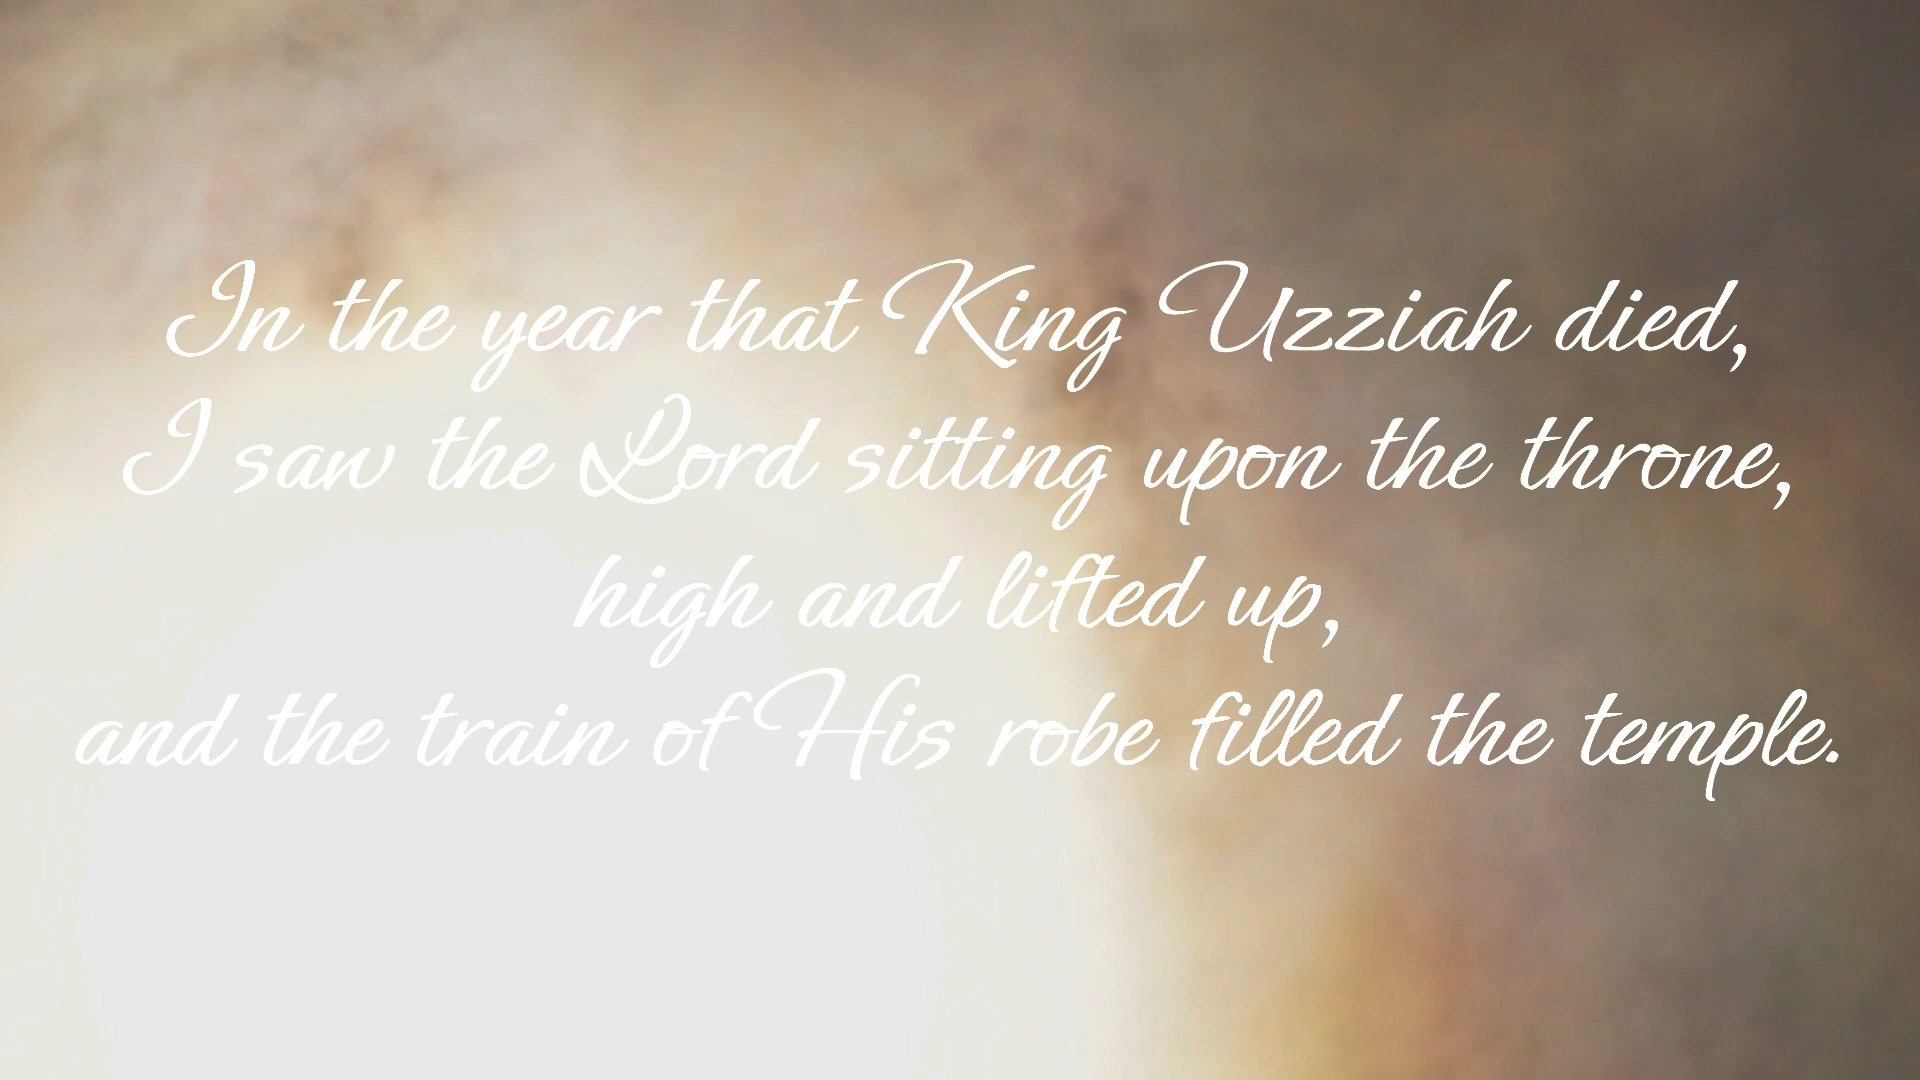 In the year that King Uzziah died,
I saw the Lord sitting upon the throne,
high and lifted up,
and the train of His robe filled the temple.